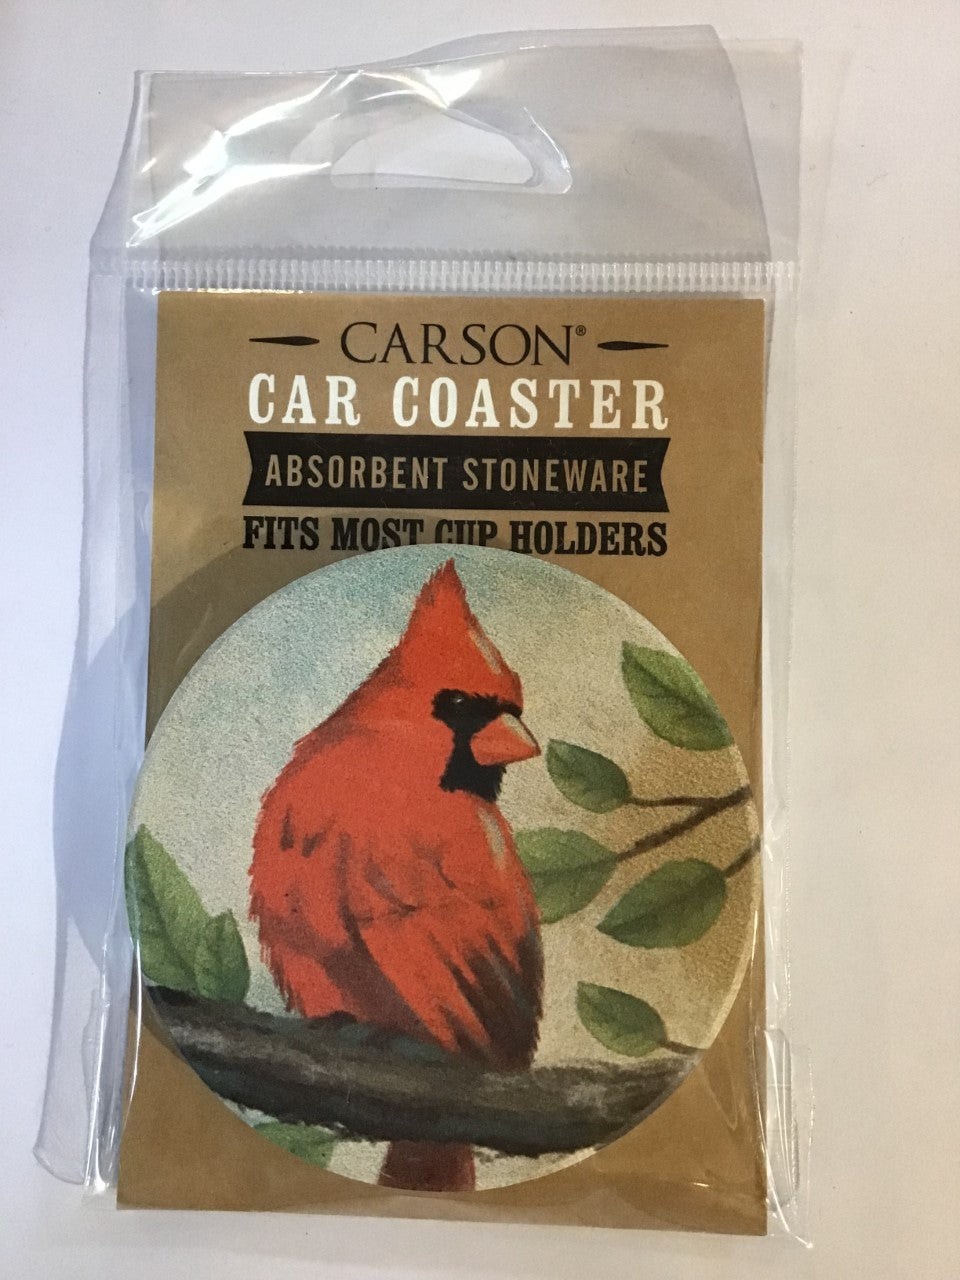 CARSON®
CAR COASTER
ABSORBENT STONEWARE
FITS MOST CUP HOLDERS